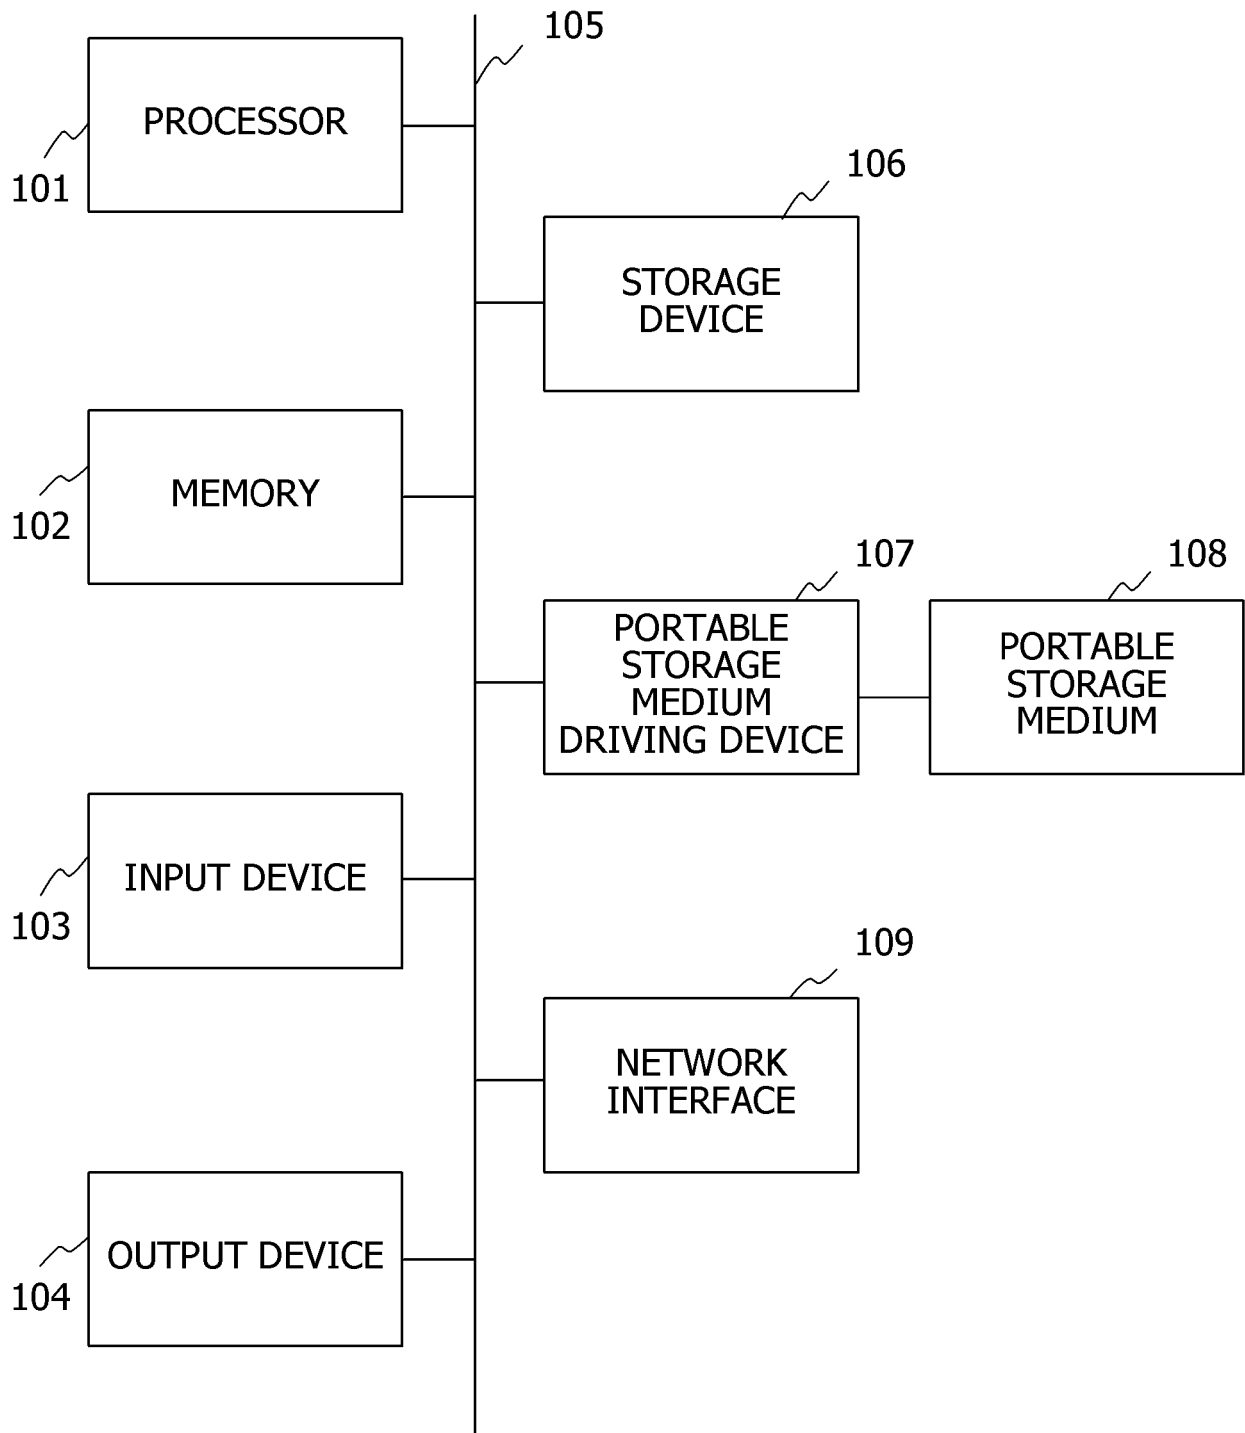 105
PROCESSOR
101
106
STORAGE
DEVICE
MEMORY
102
107
108
PORTABLE
STORAGE
MEDIUM
DRIVING DEVICE
PORTABLE
STORAGE
MEDIUM
INPUT DEVICE
103
109
NETWORK
INTERFACE
OUTPUT DEVICE
104